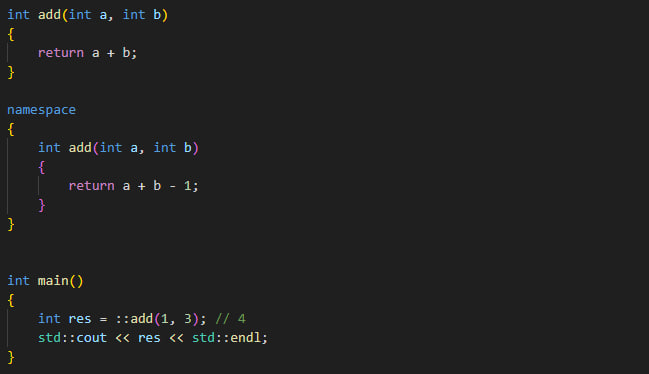 int add(int a, int b)
{
    return a + b;
}

namespace
{
    int add(int a, int b)
    {
        return a + b - 1;
    }
}


int main()
{
    int res = ::add(1, 3); // 4
    std::cout << res << std::endl;
}